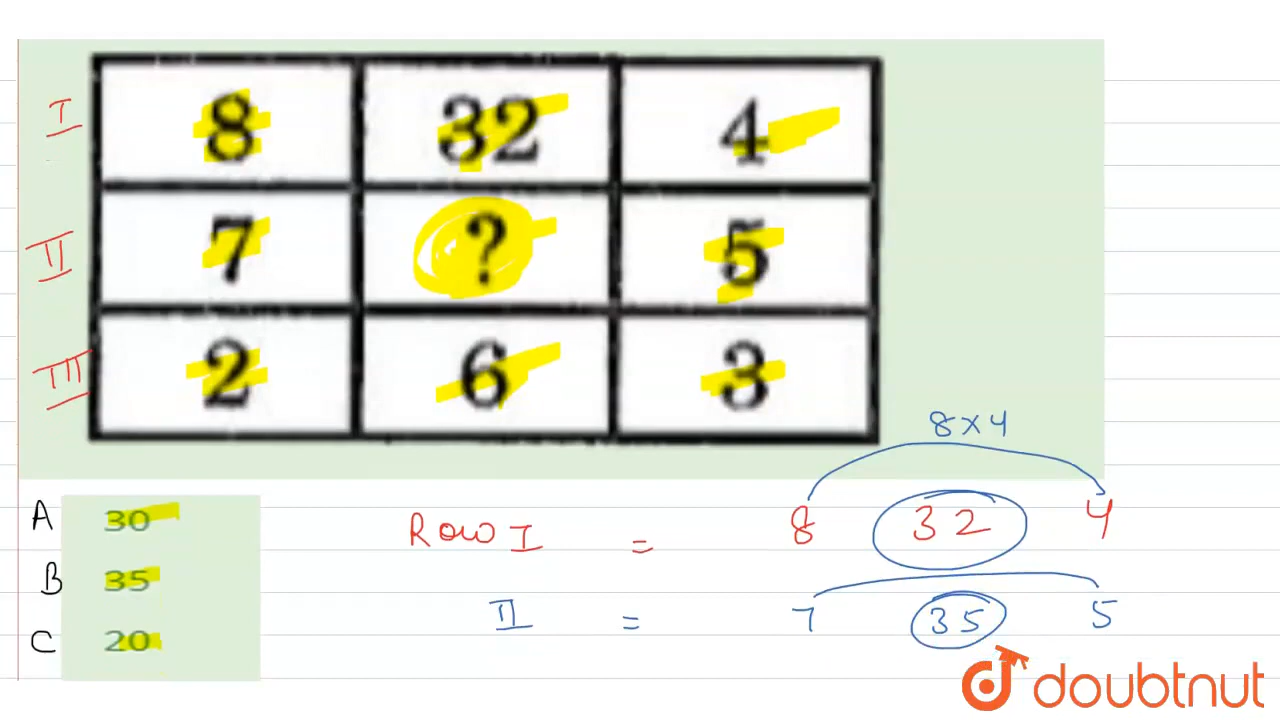 I 8 32 4
II 7 ? 5
III 2 6 3
8×4
A 30
Row I = 8 32 4
B 35
II = 7 35 5
C 20
doubtnut